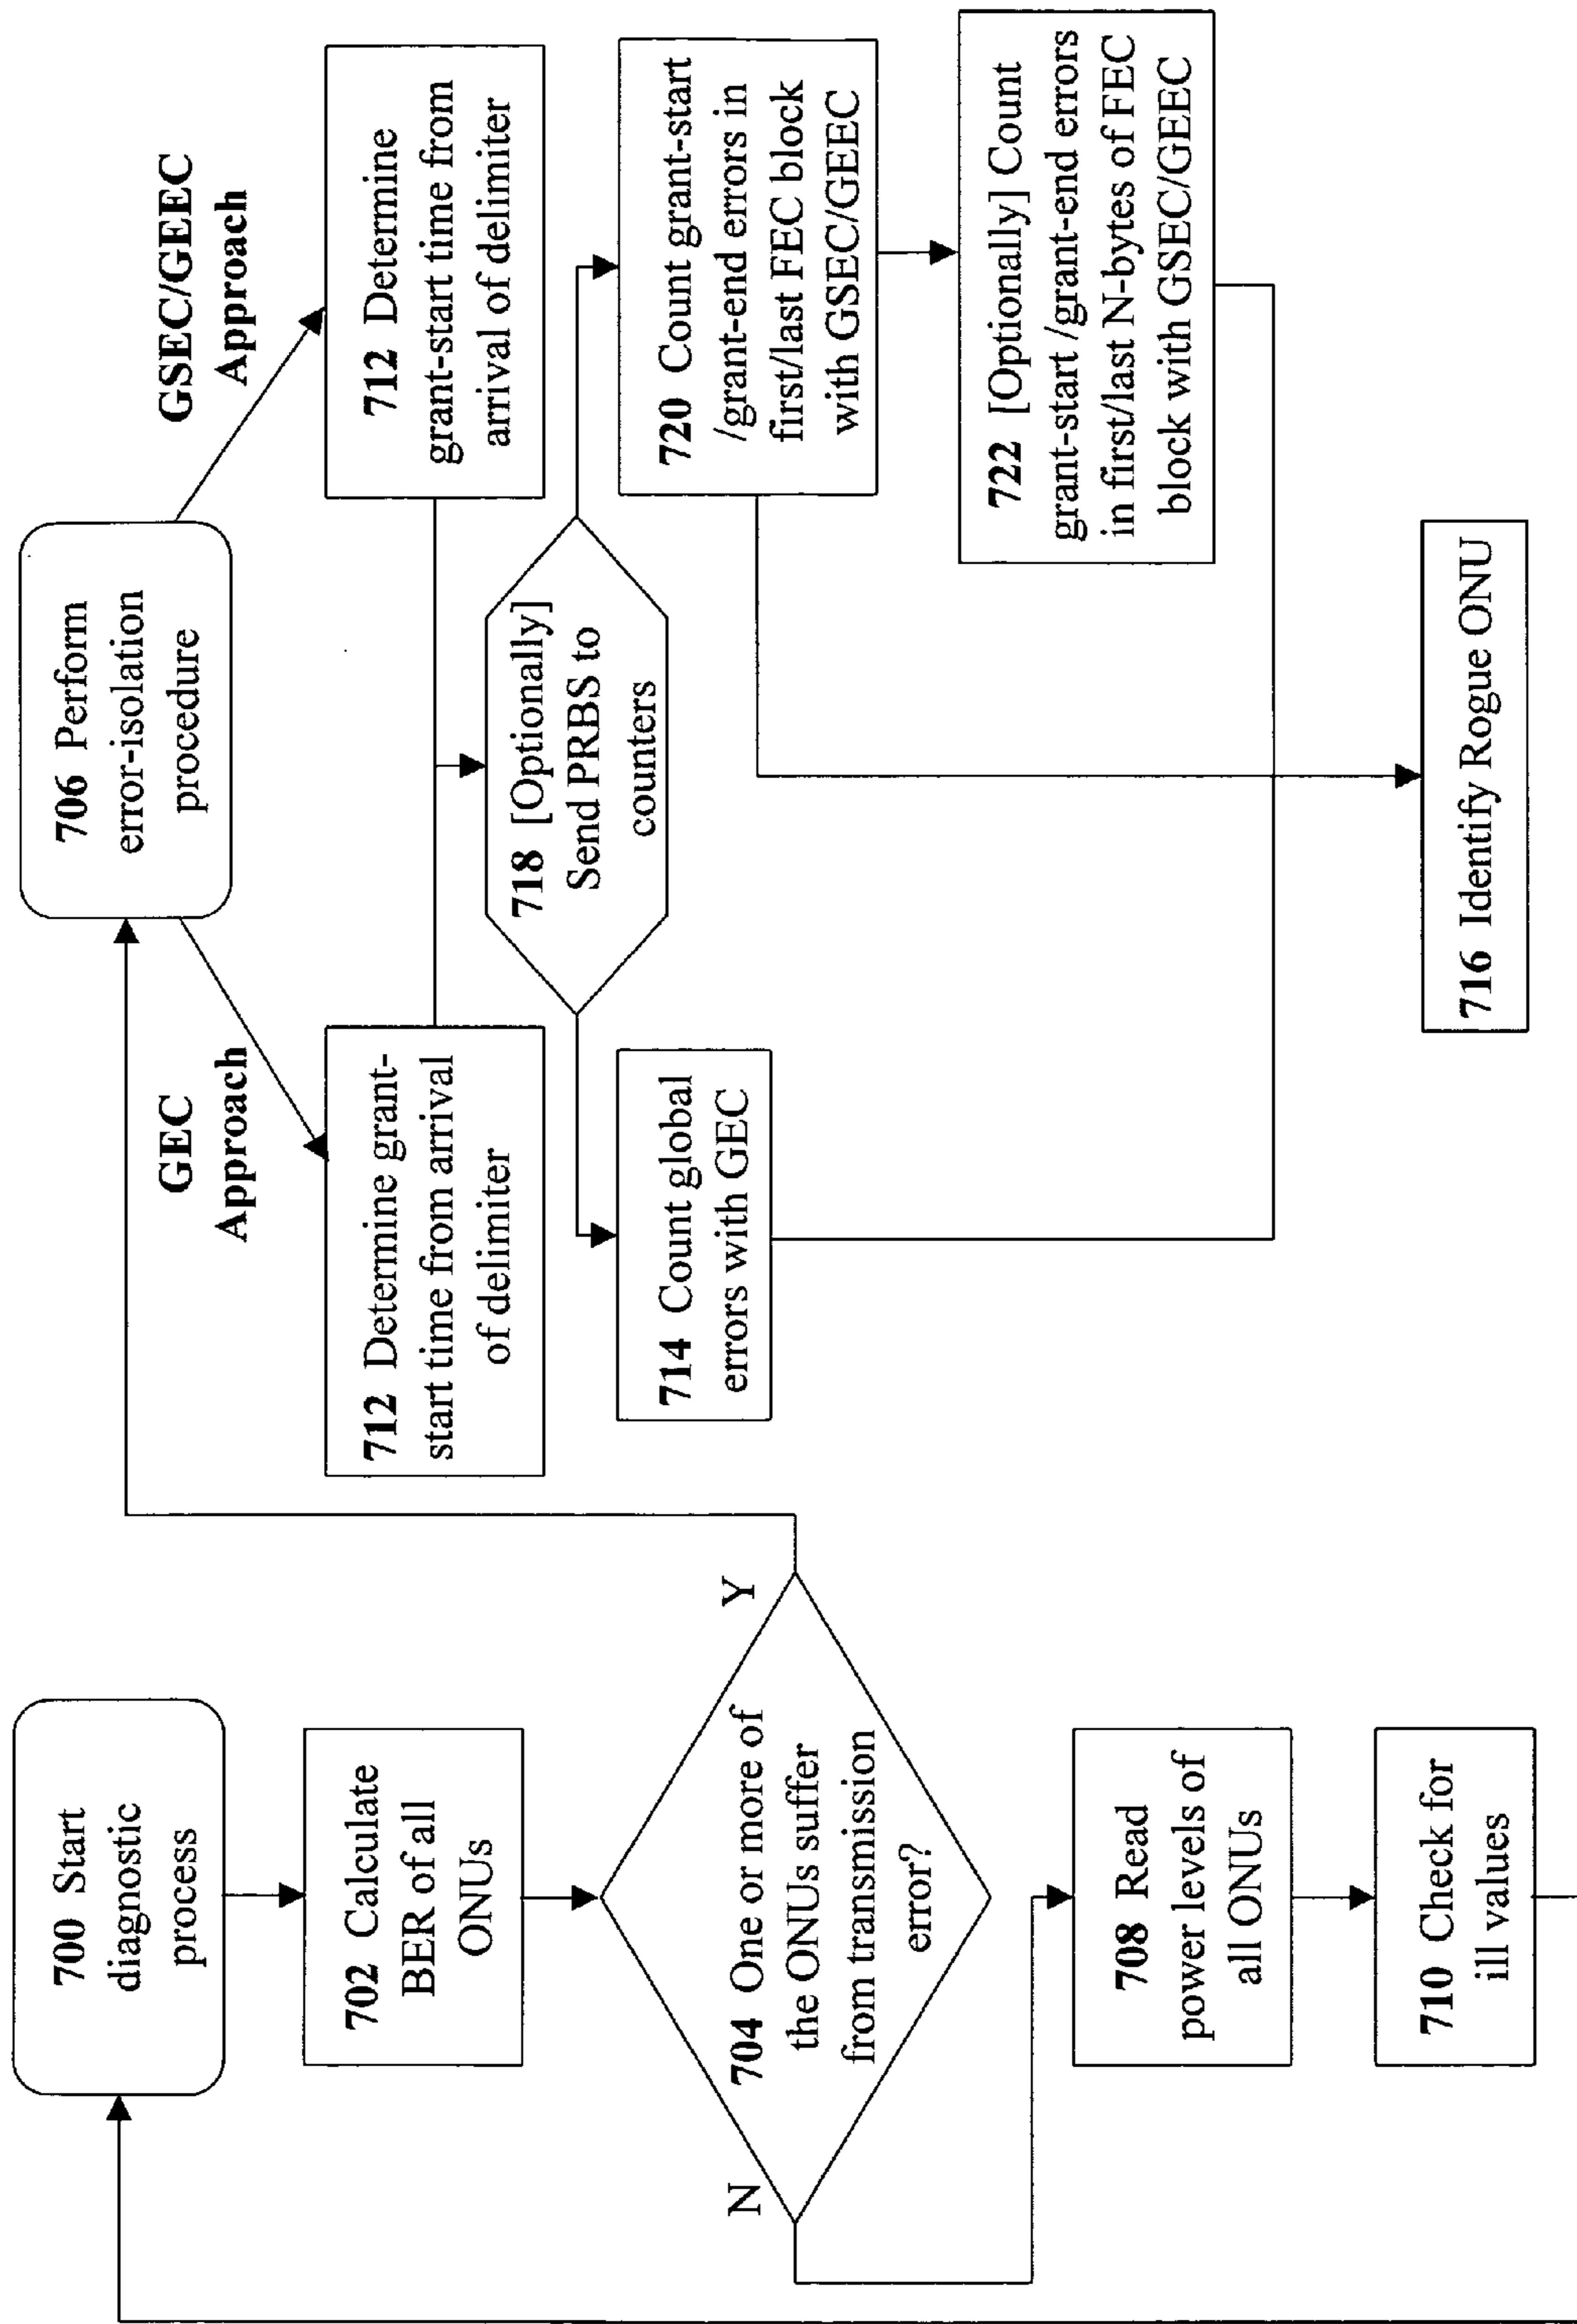 700 Start
diagnostic
process
702 Calculate
BER of all
ONUs
704 One or more of
the ONUs suffer
from transmission
error?
N
Y
708 Read
power levels of
all ONUs
710 Check for
ill values
706 Perform
error-isolation
procedure
GEC
Approach
GSEC/GEEC
Approach
712 Determine grant-
start time from arrival
of delimiter
712 Determine
grant-start time from
arrival of delimiter
718 [Optionally]
Send PRBS to
counters
714 Count global
errors with GEC
720 Count grant-start
/grant-end errors in
first/last FEC block
with GSEC/GEEC
722 [Optionally] Count
grant-start /grant-end errors
in first/last N-bytes of FEC
block with GSEC/GEEC
716 Identify Rogue ONU